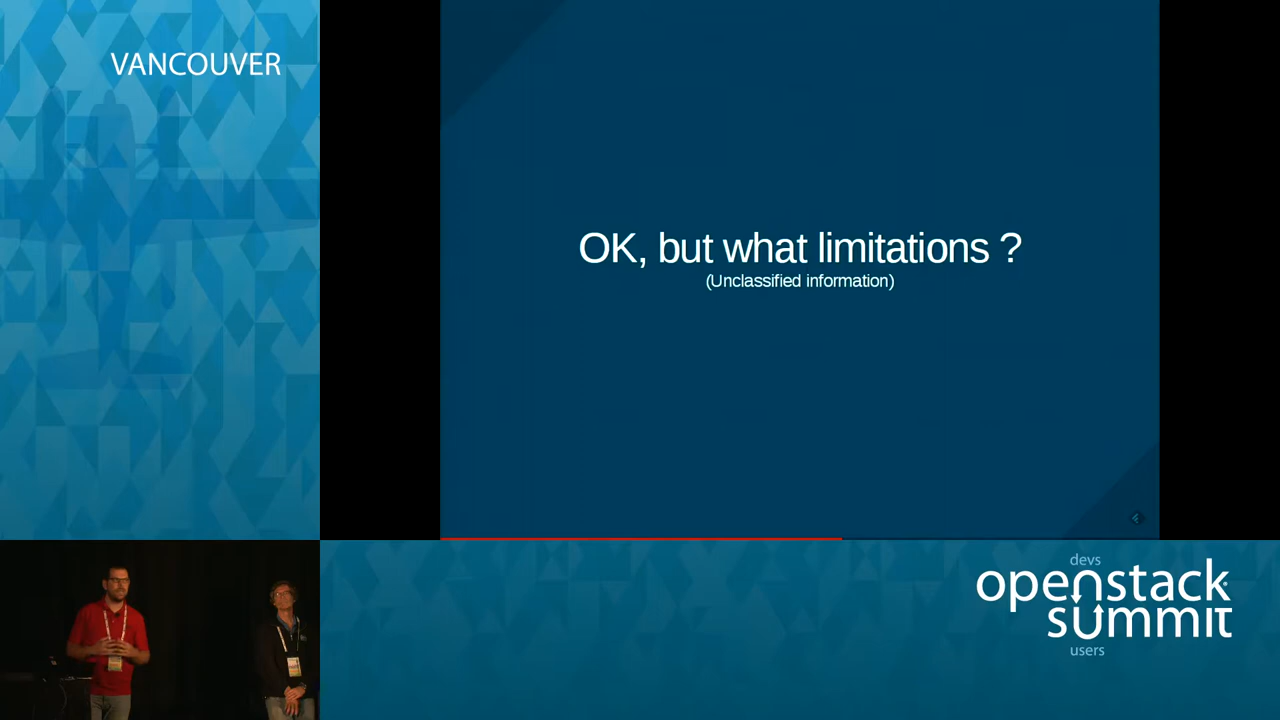 VANCOUVER
OK, but what limitations ?
(Unclassified information)
devs
openstack
summit
users